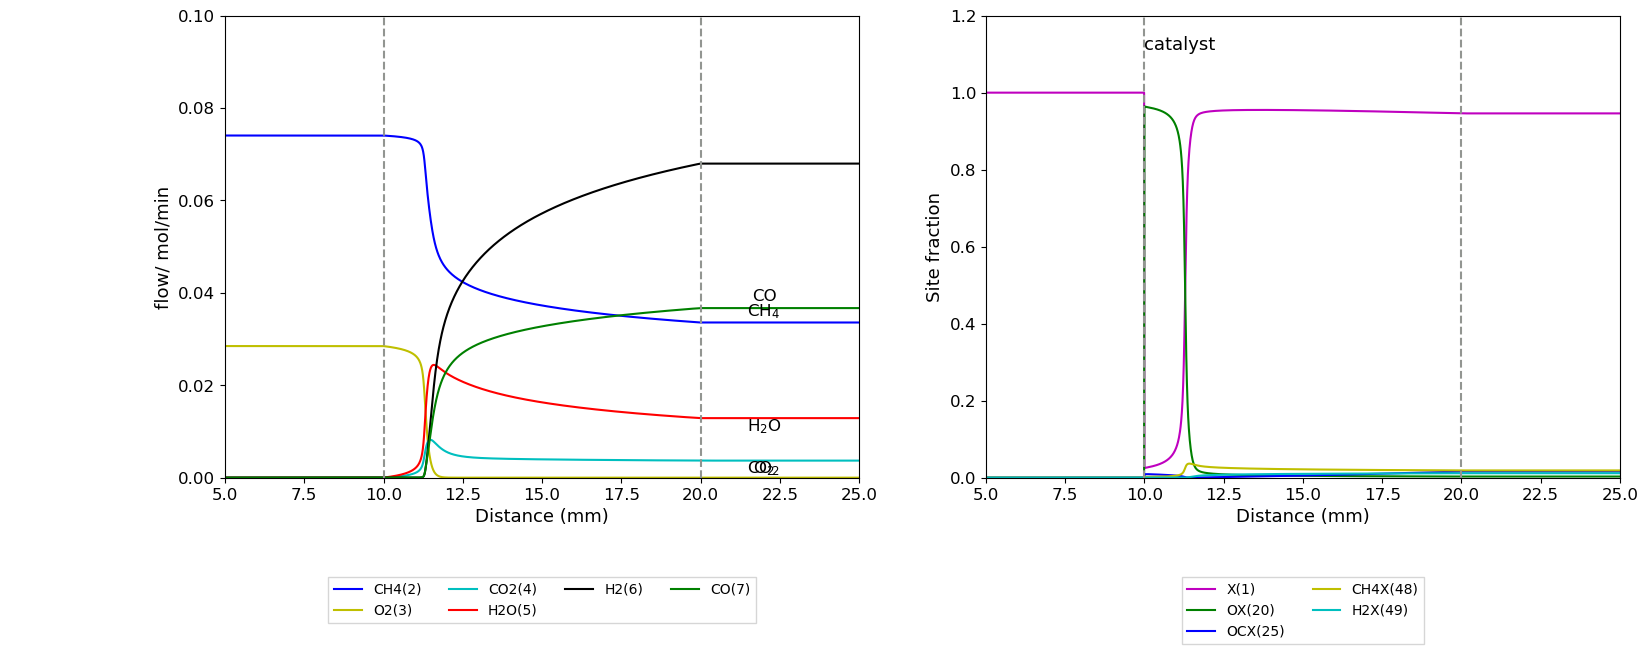 0.10
0.08
0.06
0.04
0.02
0.00
flow/ mol/min
CO
CH₄
H₂O
CO₂
O₂
5.0 7.5 10.0 12.5 15.0 17.5 20.0 22.5 25.0
Distance (mm)
CH4(2) CO2(4) H2(6) CO(7)
O2(3) H2O(5)
1.2
1.0
0.8
0.6
0.4
0.2
0.0
Site fraction
catalyst
5.0 7.5 10.0 12.5 15.0 17.5 20.0 22.5 25.0
Distance (mm)
X(1) CH4X(48)
OX(20) H2X(49)
OCX(25)